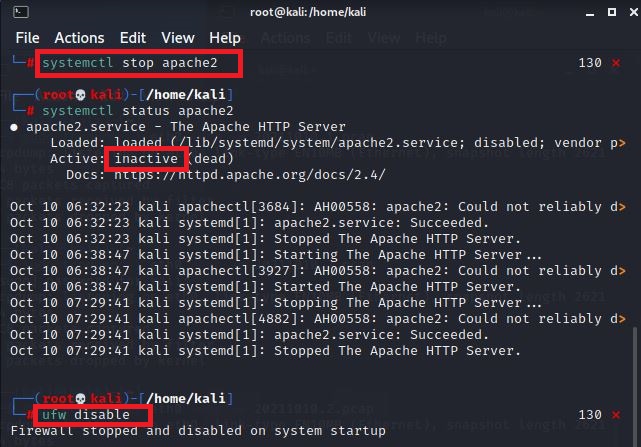 root@kali:/home/kali
File Actions Edit View Help
└─# systemctl stop apache2 130 ×
┌──(root💀kali)-[/home/kali]
└─# systemctl status apache2
● apache2.service - The Apache HTTP Server
Loaded: loaded (/lib/systemd/system/apache2.service; disabled; vendor p>
Active: inactive (dead)
Docs: https://httpd.apache.org/docs/2.4/
Oct 10 06:32:23 kali apachectl[3684]: AH00558: apache2: Could not reliably d>
Oct 10 06:32:23 kali systemd[1]: apache2.service: Succeeded.
Oct 10 06:32:23 kali systemd[1]: Stopped The Apache HTTP Server.
Oct 10 06:38:47 kali systemd[1]: Starting The Apache HTTP Server...
Oct 10 06:38:47 kali apachectl[3927]: AH00558: apache2: Could not reliably d>
Oct 10 06:38:47 kali systemd[1]: Started The Apache HTTP Server.
Oct 10 07:29:41 kali systemd[1]: Stopping The Apache HTTP Server...
Oct 10 07:29:41 kali apachectl[4882]: AH00558: apache2: Could not reliably d>
Oct 10 07:29:41 kali systemd[1]: apache2.service: Succeeded.
Oct 10 07:29:41 kali systemd[1]: Stopped The Apache HTTP Server.
┌──(root💀kali)-[/home/kali]
└─# ufw disable 130 ×
Firewall stopped and disabled on system startup